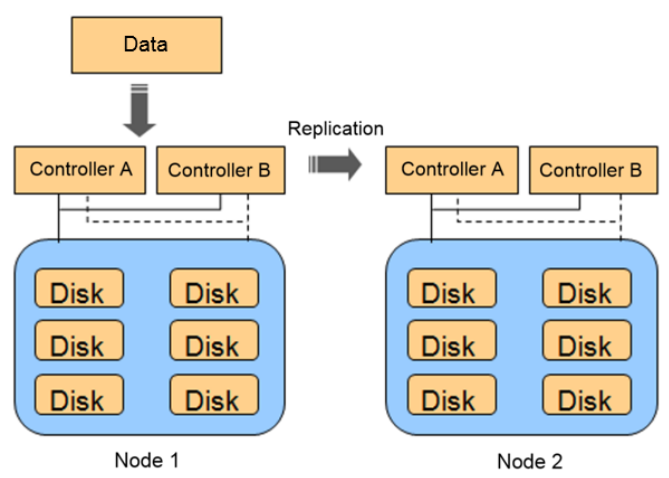 Data
Replication
Controller A
Controller B
Controller A
Controller B
Disk
Disk
Disk
Disk
Disk
Disk
Disk
Disk
Disk
Disk
Disk
Disk
Node 1
Node 2